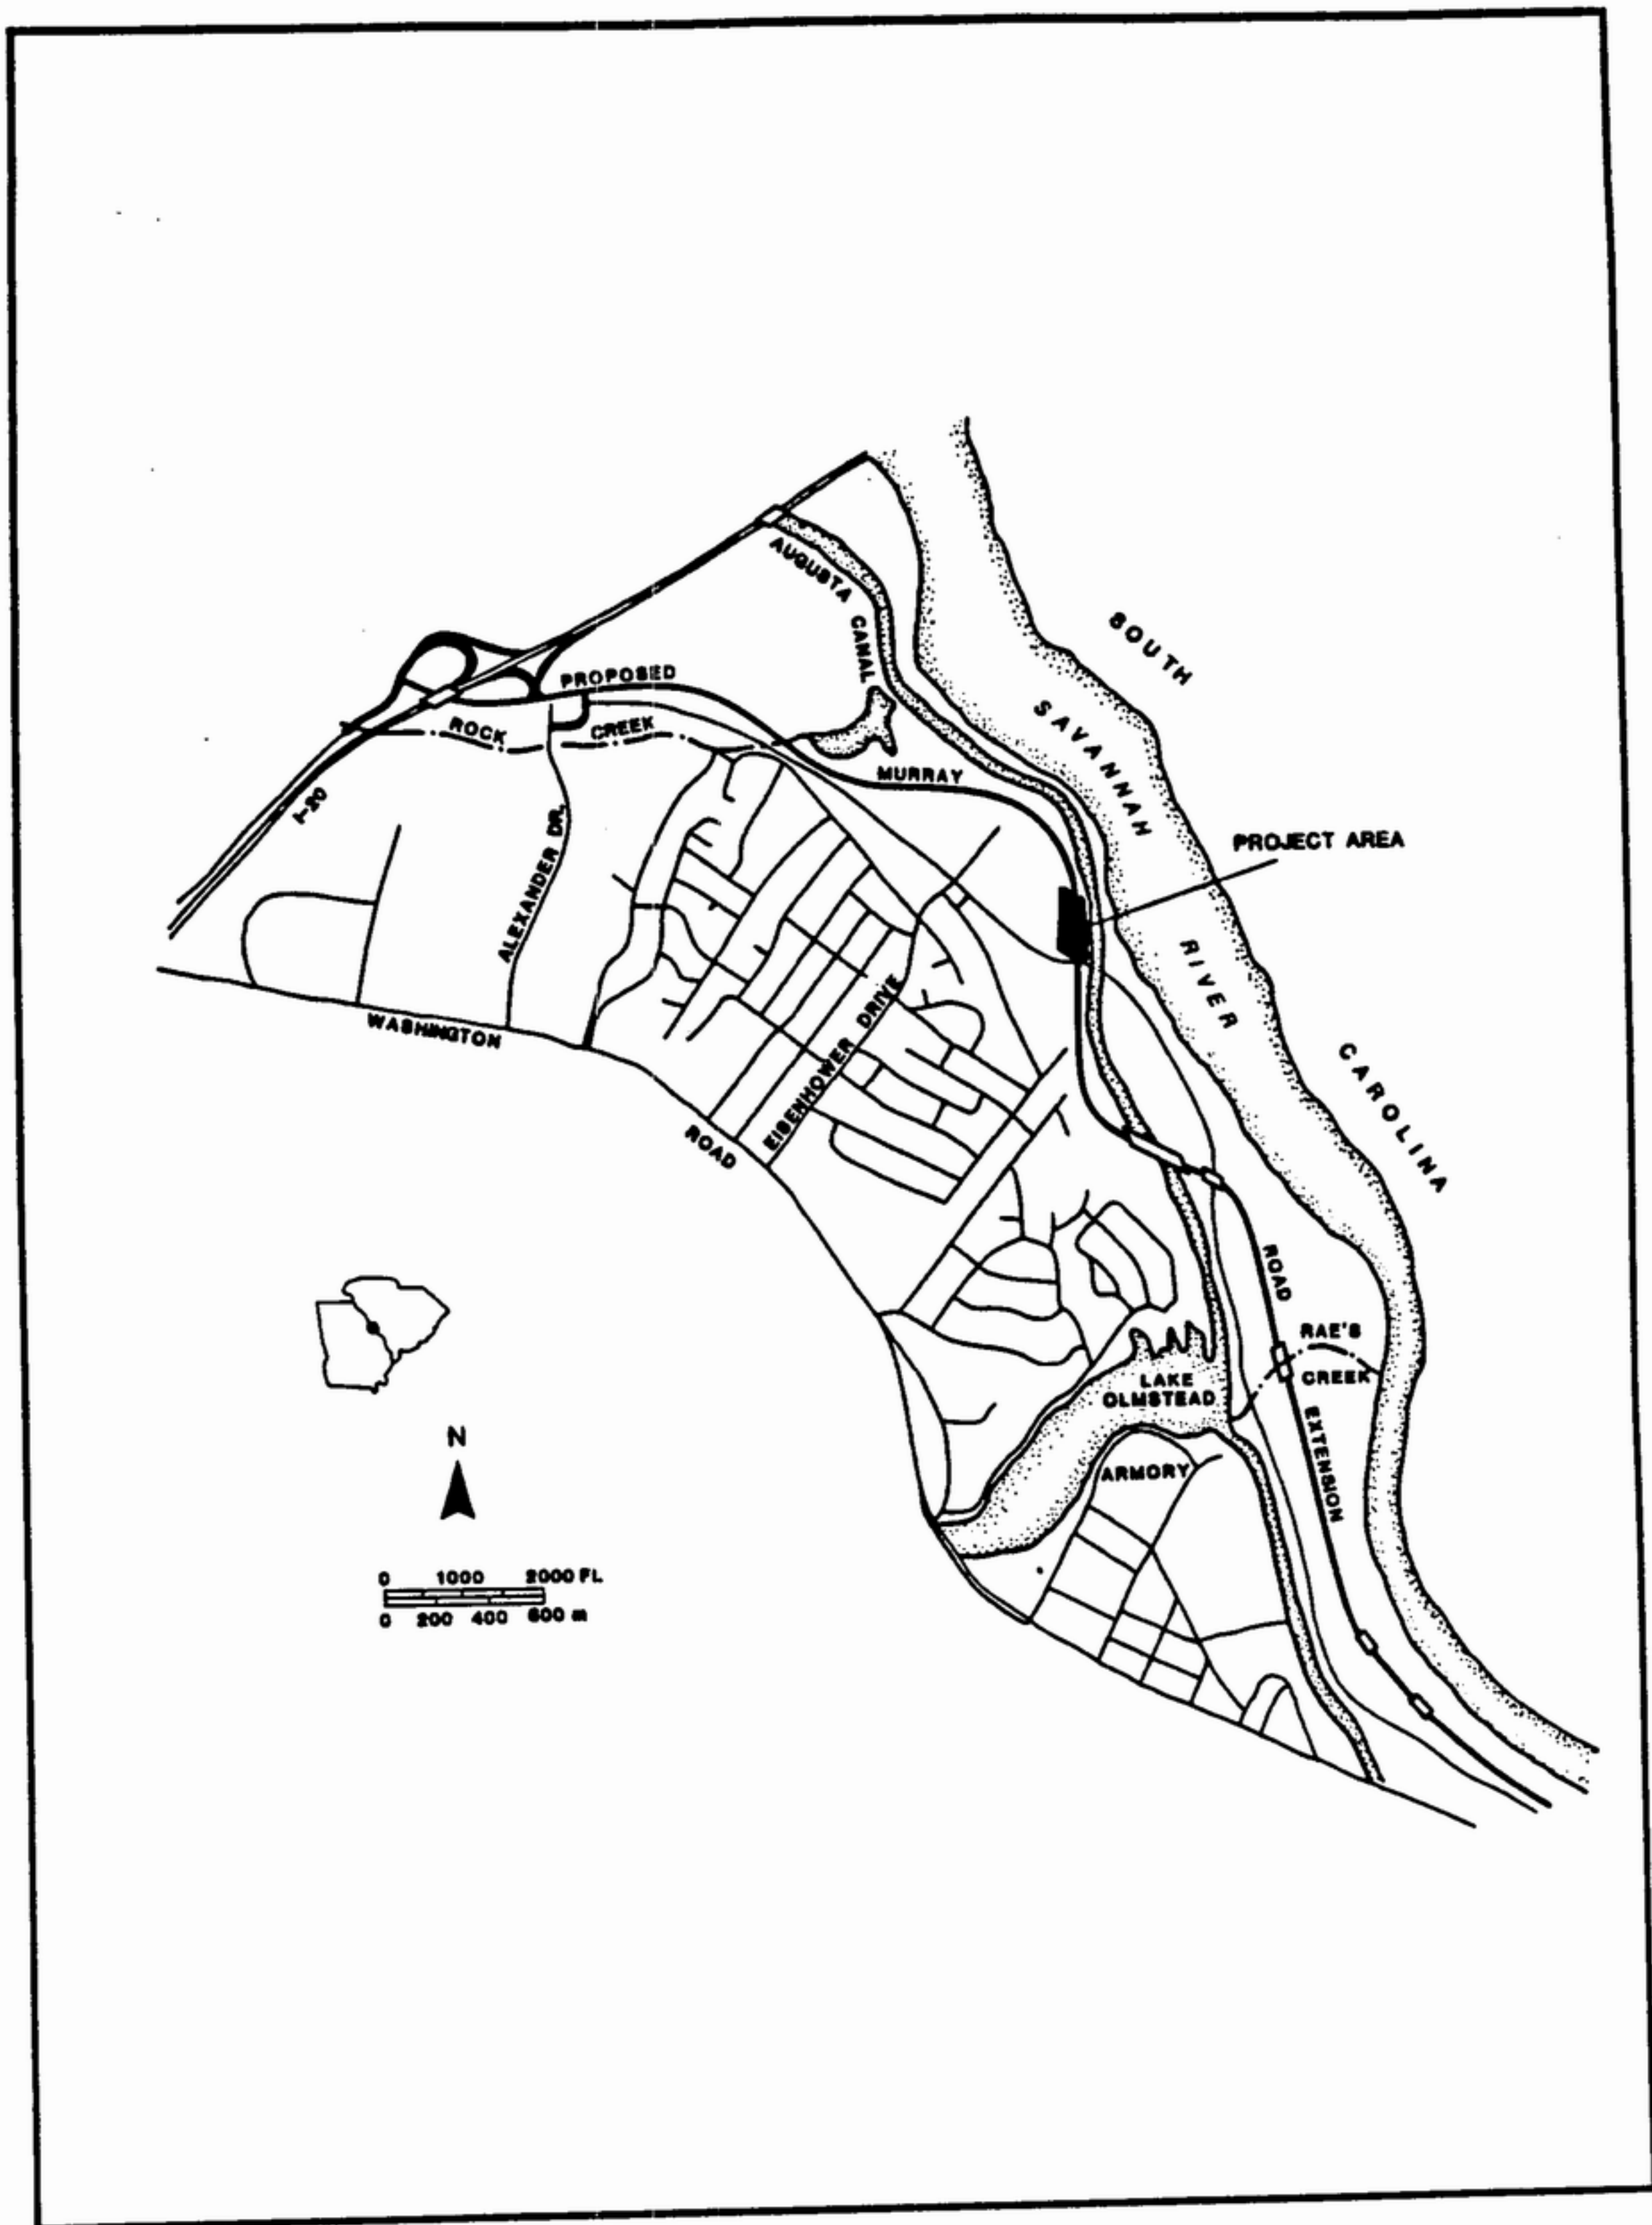 SOUTH
CAROLINA
SAVANNAH
RIVER
AUGUSTA CANAL
PROPOSED
MURRAY
ROAD
EXTENSION
ROCK
CREEK
I-20
ALEXANDER DR.
PROJECT AREA
WASHINGTON
ROAD
EISENHOWER DRIVE
RAE'S
CREEK
LAKE
OLMSTEAD
ARMORY
N
0 1000 2000 Ft.
0 200 400 600 m